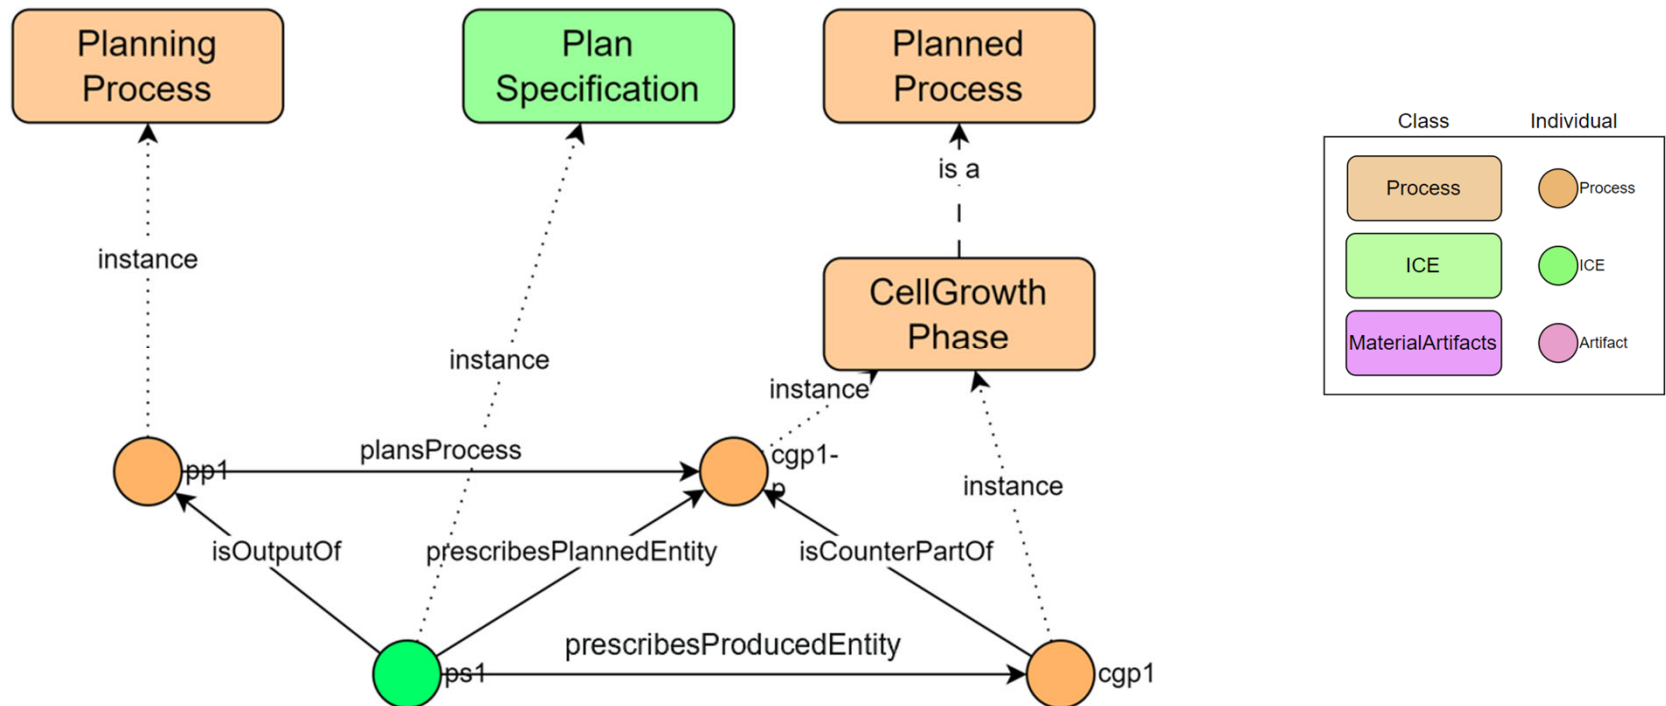 Planning
Process
Plan
Specification
Planned
Process
Class
Individual
is a
Process
Process
instance
ICE
ICE
CellGrowth
Phase
MaterialArtifacts
Artifact
instance
instance
plansProcess
pp1
cgp1-
p
instance
isOutputOf
prescribesPlannedEntity
isCounterPartOf
prescribesProducedEntity
ps1
cgp1